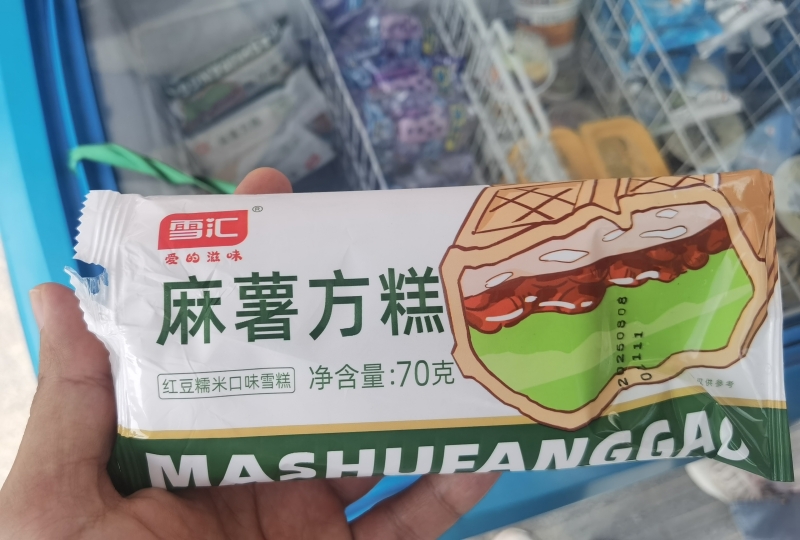 雪汇®
爱的滋味
麻薯方糕
红豆糯米口味雪糕
净含量:70克
20250808
MASHUFANGGAO